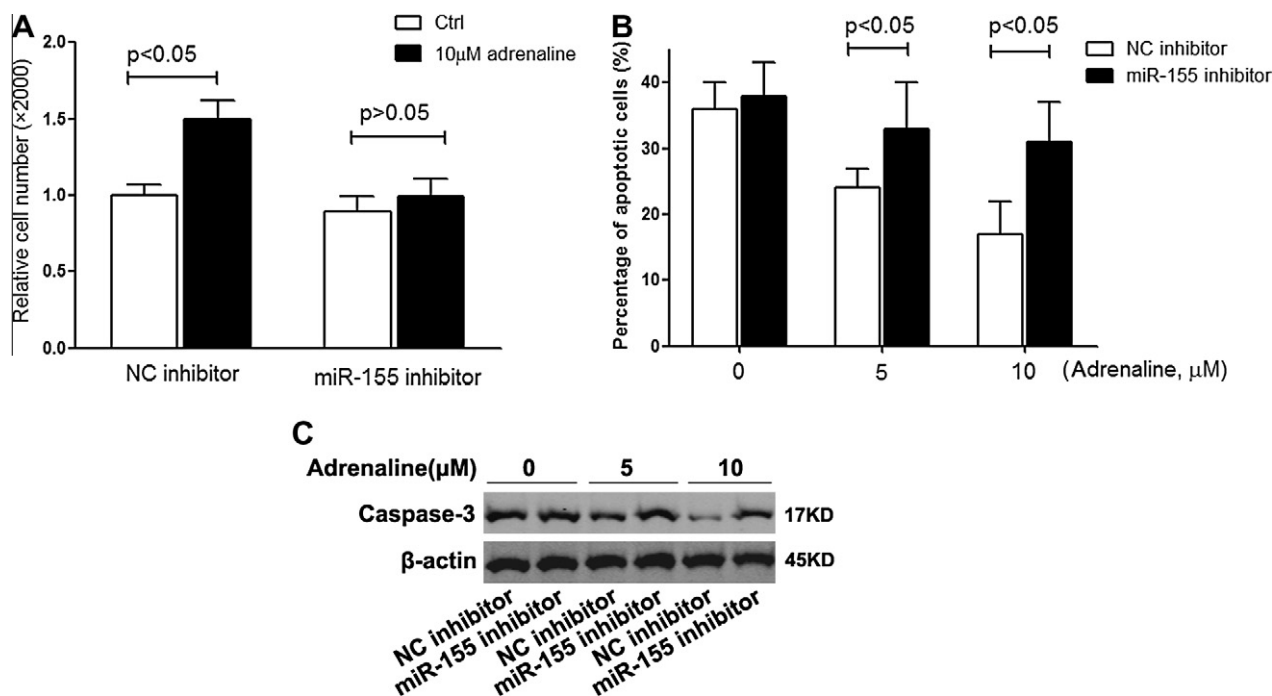 A
Ctrl
10μM adrenaline
Relative cell number (×2000)
2.0
1.5
1.0
0.5
0.0
p<0.05
p>0.05
NC inhibitor
miR-155 inhibitor
B
NC inhibitor
miR-155 inhibitor
Percentage of apoptotic cells (%)
40
30
20
10
0
p<0.05
p<0.05
0 5 10 (Adrenaline, μM)
C
Adrenaline(μM) 0 5 10
Caspase-3 17KD
β-actin 45KD
NC inhibitor
miR-155 inhibitor
NC inhibitor
miR-155 inhibitor
NC inhibitor
miR-155 inhibitor